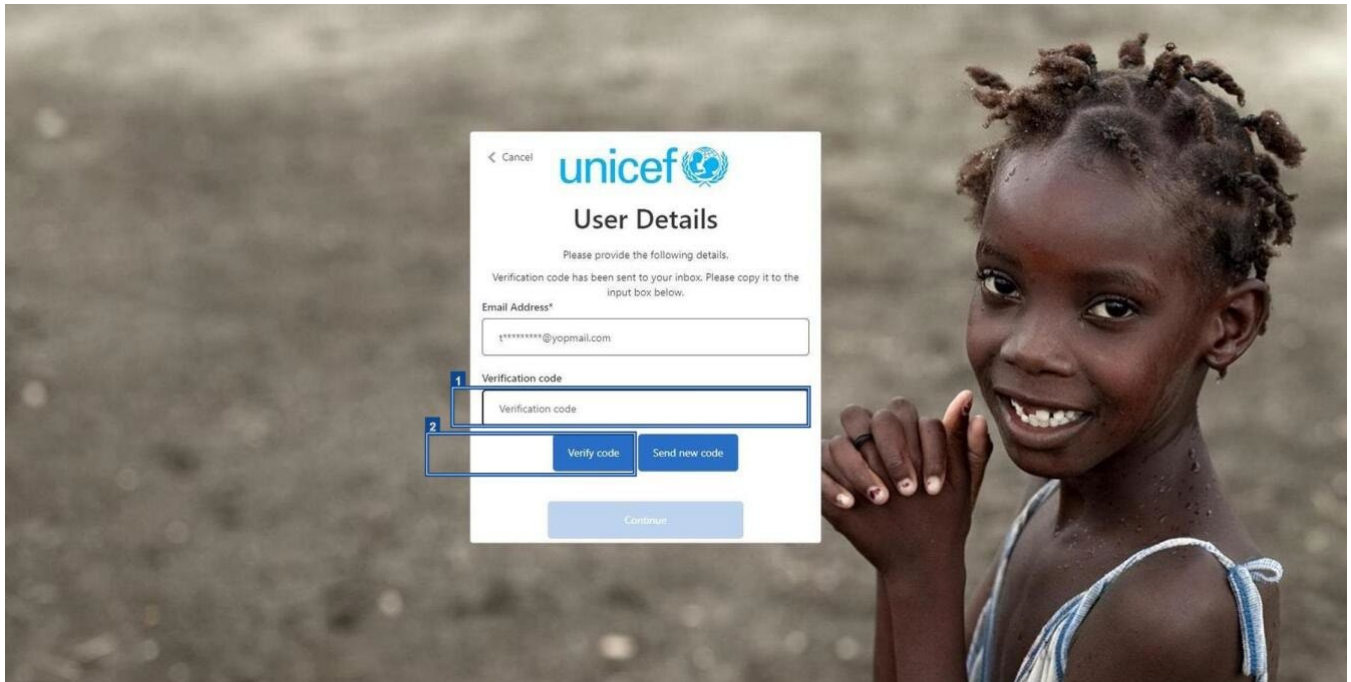 Cancel
unicef
User Details
Please provide the following details.
Verification code has been sent to your inbox. Please copy it to the
input box below.
Email Address*
t*********@yopmail.com
1
Verification code
Verification code
2
Verify code
Send new code
Continue